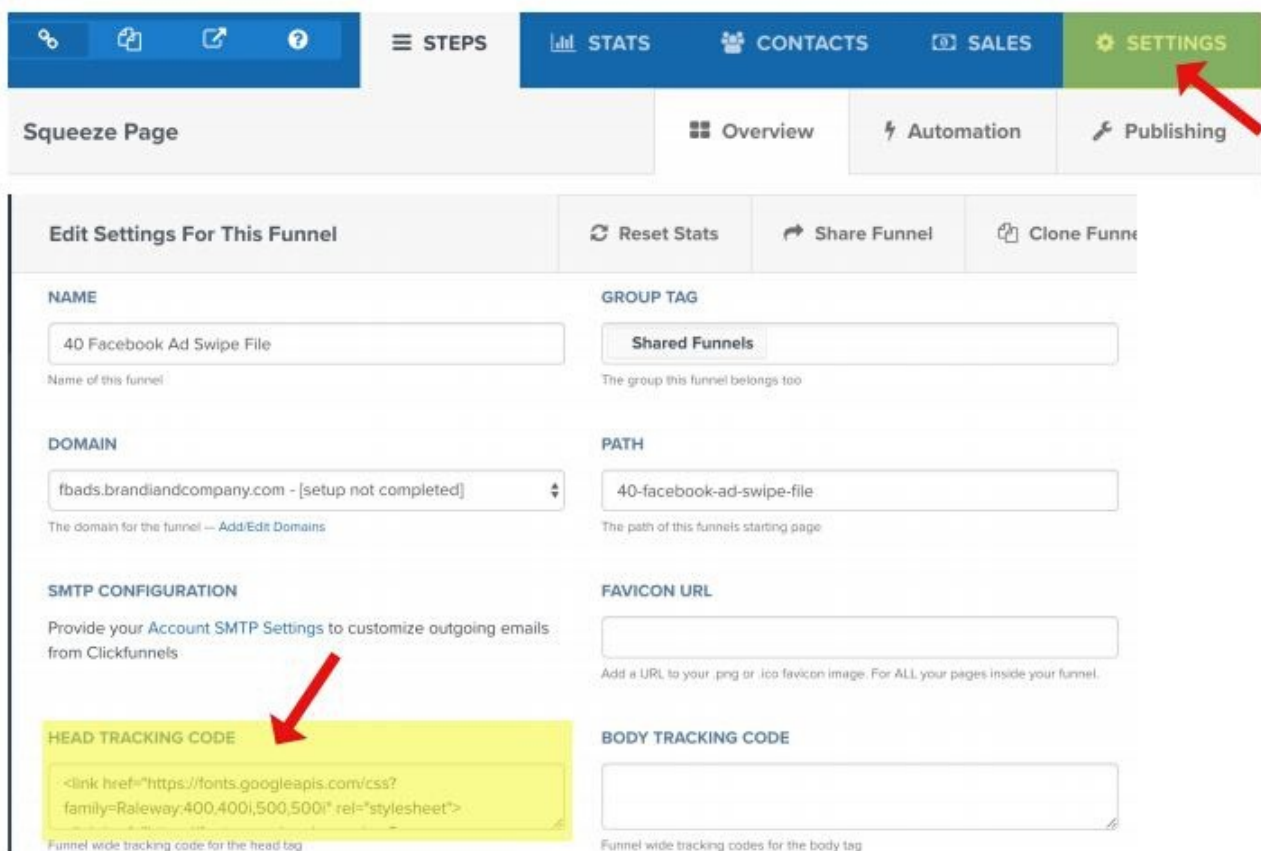 STEPS
STATS
CONTACTS
SALES
SETTINGS
Squeeze Page
Overview
Automation
Publishing
Edit Settings For This Funnel
Reset Stats
Share Funnel
Clone Funne
NAME
GROUP TAG
40 Facebook Ad Swipe File
Shared Funnels
Name of this funnel
The group this funnel belongs too
DOMAIN
PATH
fbads.brandiandcompany.com - [setup not completed]
40-facebook-ad-swipe-file
The domain for the funnel — Add/Edit Domains
The path of this funnels starting page
SMTP CONFIGURATION
FAVICON URL
Provide your Account SMTP Settings to customize outgoing emails
from Clickfunnels
Add a URL to your .png or .ico favicon image. For ALL your pages inside your funnel.
HEAD TRACKING CODE
BODY TRACKING CODE
<link href="https://fonts.googleapis.com/css?
family=Raleway:400,400i,500,500i" rel="stylesheet">
Funnel wide tracking code for the head tag
Funnel wide tracking codes for the body tag